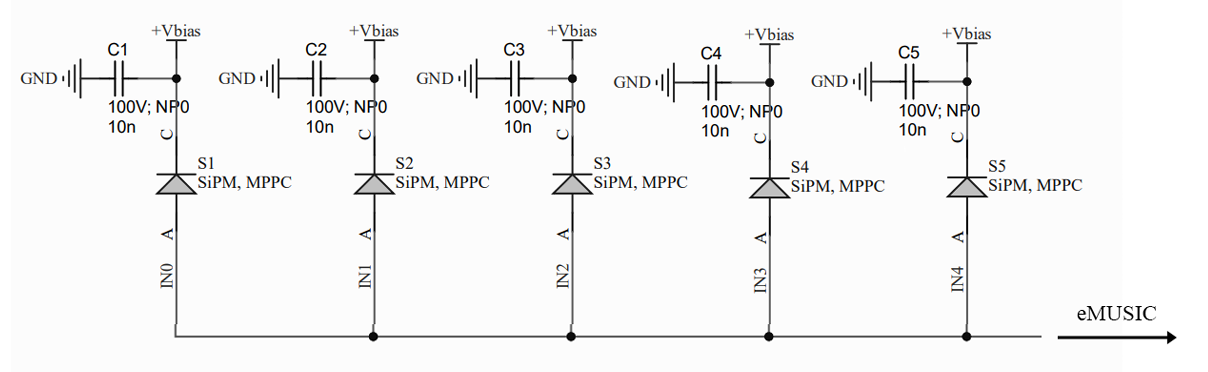 +Vbias
C1
GND
100V; NP0
10n
C
S1
SiPM, MPPC
A
IN0
+Vbias
C2
GND
100V; NP0
10n
C
S2
SiPM, MPPC
A
IN1
+Vbias
C3
GND
100V; NP0
10n
C
S3
SiPM, MPPC
A
IN2
+Vbias
C4
GND
100V; NP0
10n
C
S4
SiPM, MPPC
A
IN3
+Vbias
C5
GND
100V; NP0
10n
C
S5
SiPM, MPPC
A
IN4
eMUSIC